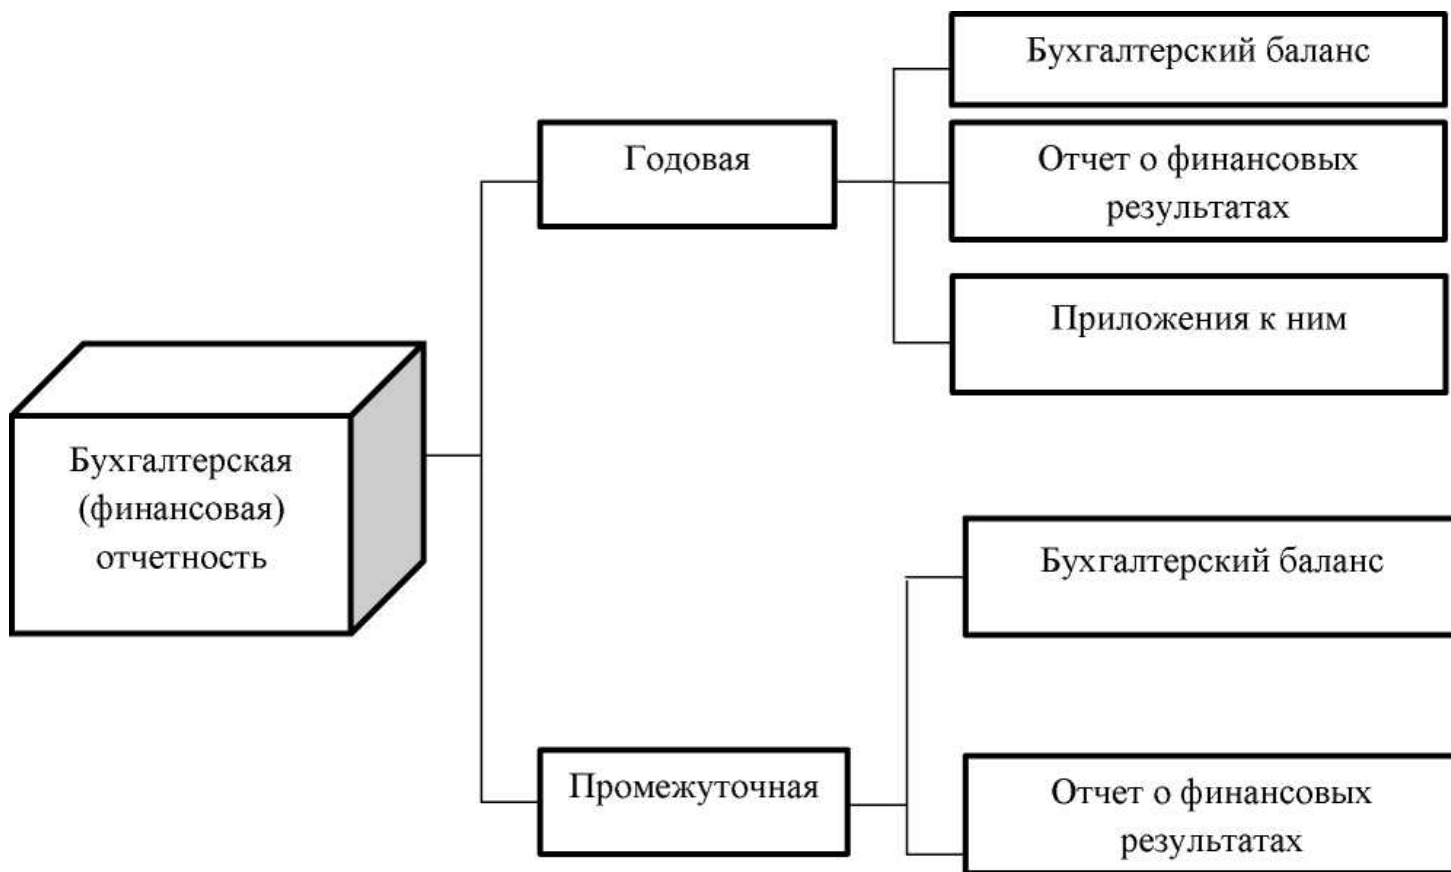 Бухгалтерский баланс
Годовая
Отчет о финансовых
результатах
Приложения к ним
Бухгалтерская
(финансовая)
отчетность
Бухгалтерский баланс
Промежуточная
Отчет о финансовых
результатах